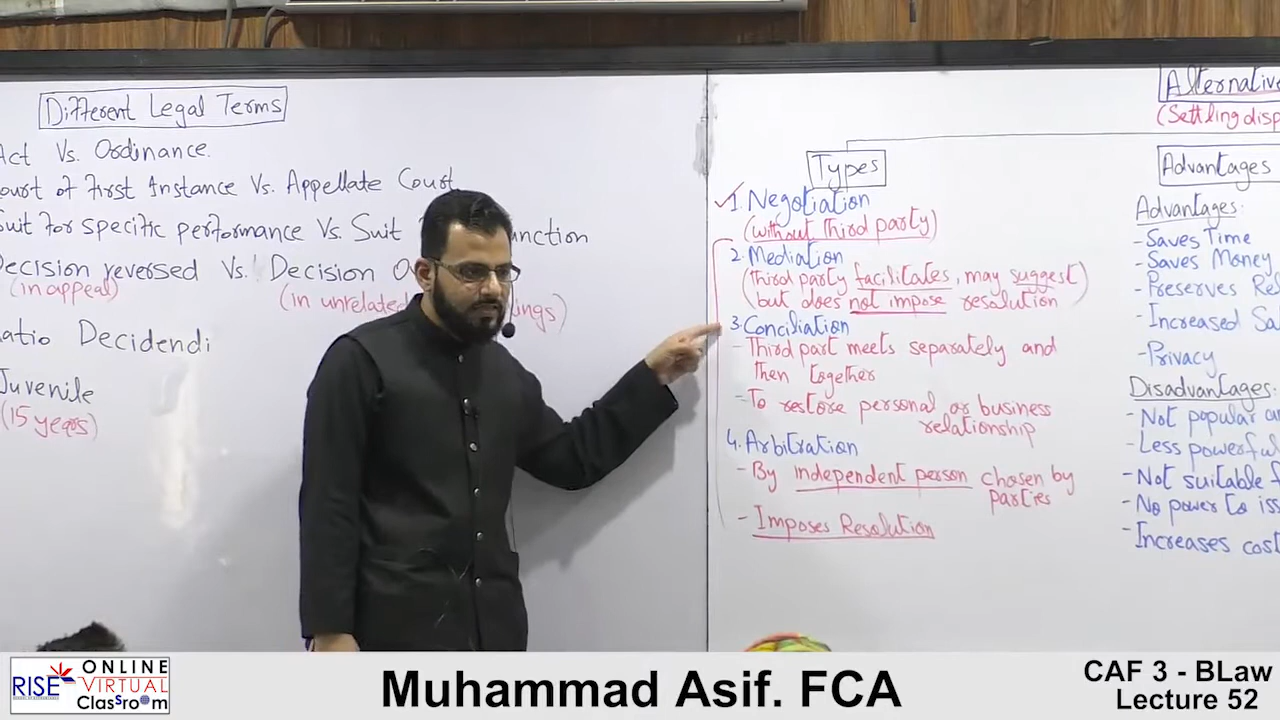 Different Legal Terms
Act Vs. Ordinance.
Court of First Instance Vs. Appellate Court
Suit for specific performance Vs. Suit
unction
Decision reversed Vs. Decision O
(in appeal)
(in unrelated
ings)
atio Decidendi
Juvenile
(15 years)
Alternativ
(Settling disp
Types
1. Negotiation
(without third party)
2. Mediation
(third party facilitates, may suggest)
but does not impose resolution
3. Conciliation
- Third part meets separately and
then together
- To restore personal or business
relationship
4. Arbitration
- By independent person chosen by
parties
- Imposes Resolution
Advantages
Advantages:
- Saves Time
- Saves Money
- Preserves Rel
- Increased Sa
- Privacy
Disadvantages:
- Not popular a
- Less powerful
- Not suitable f
- No power to iss
- Increases cost
RISE
ONLINE
VIRTUAL
Classroom
Muhammad Asif. FCA
CAF 3 - BLaw
Lecture 52